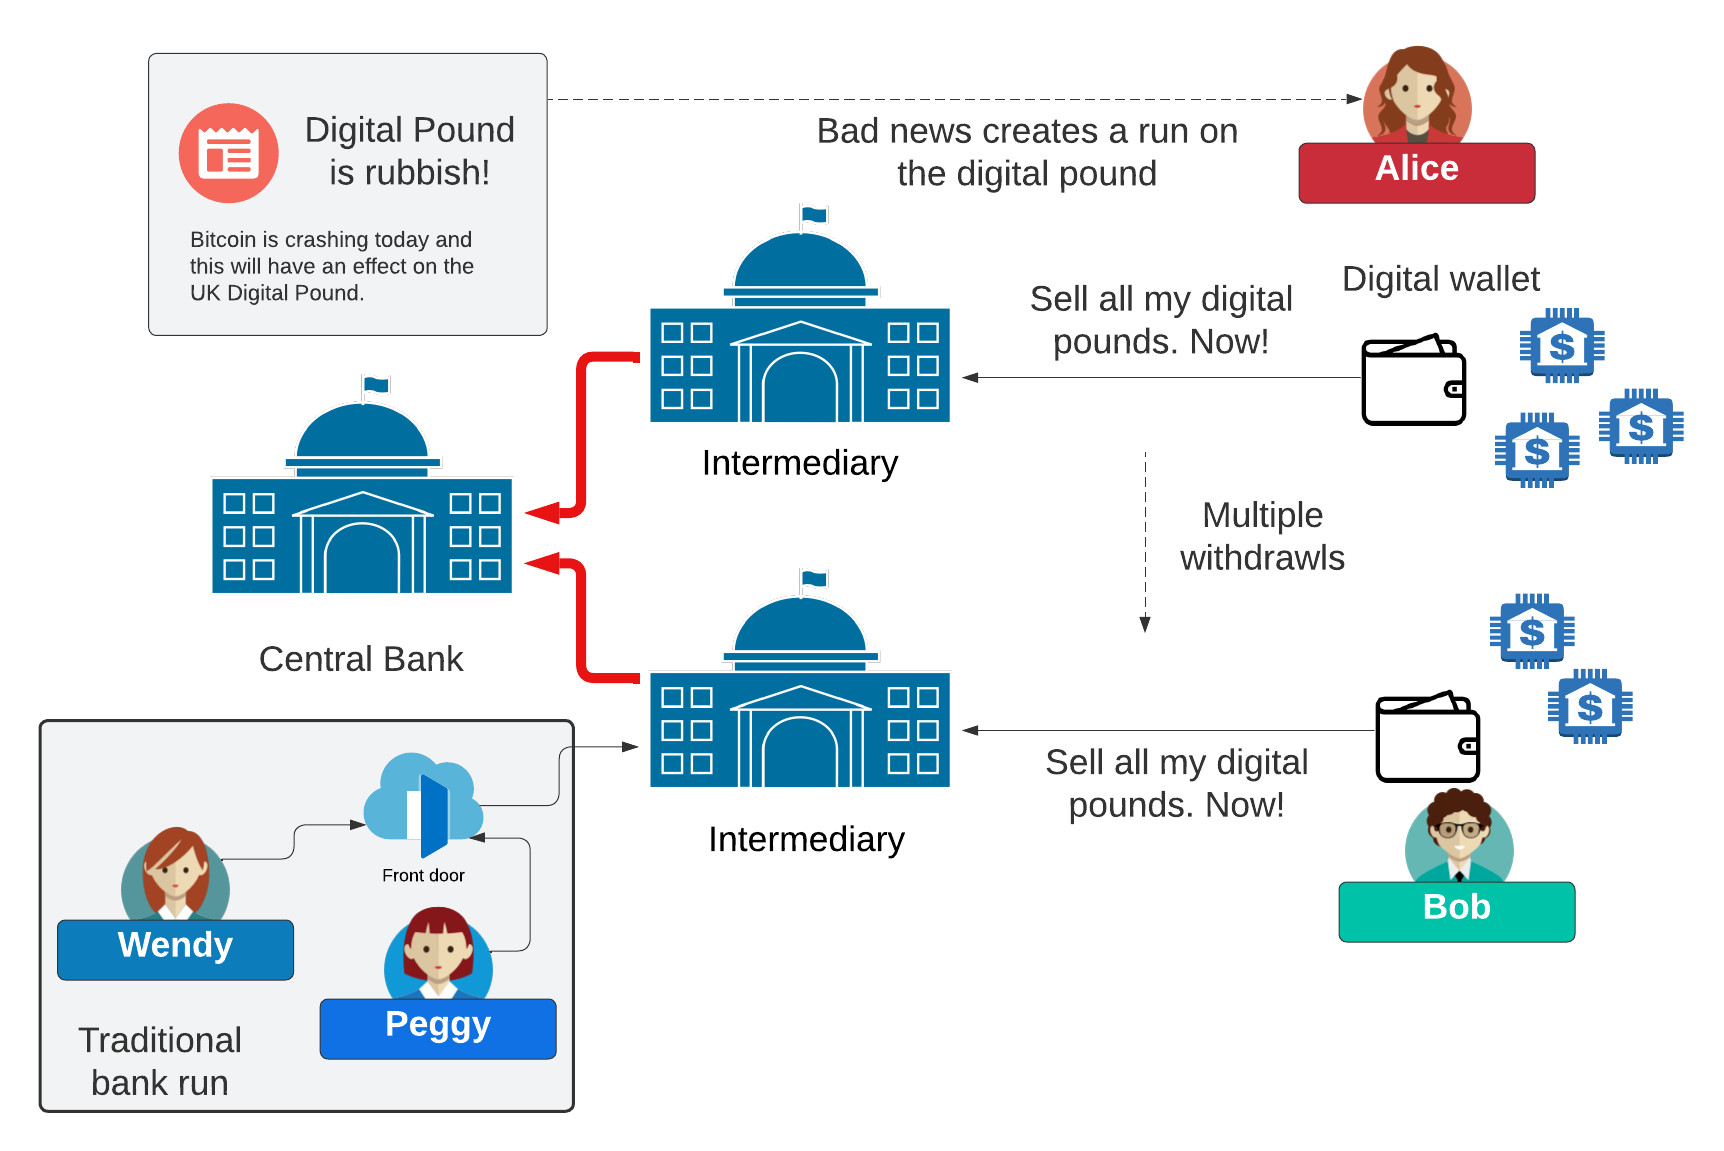 Digital Pound
is rubbish!
Bitcoin is crashing today and
this will have an effect on the
UK Digital Pound.
Bad news creates a run on
the digital pound
Alice
Digital wallet
Sell all my digital
pounds. Now!
$
$
$
Intermediary
Multiple
withdrawls
Central Bank
$
$
Sell all my digital
pounds. Now!
Intermediary
Bob
Front door
Wendy
Peggy
Traditional
bank run